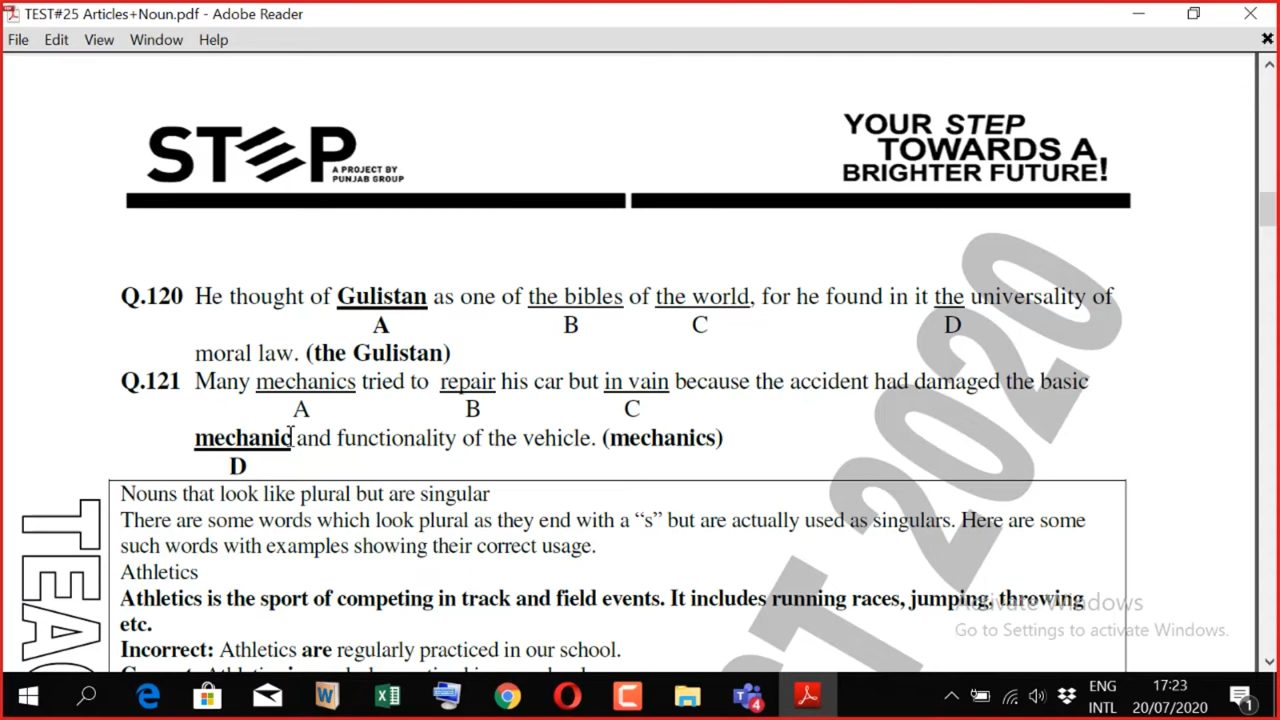 TEST#25 Articles+Noun.pdf - Adobe Reader
File Edit View Window Help
STEP
A PROJECT BY
PUNJAB GROUP
YOUR STEP
TOWARDS A
BRIGHTER FUTURE!
Q.120 He thought of Gulistan as one of the bibles of the world, for he found in it the universality of
A B C D
moral law. (the Gulistan)
Q.121 Many mechanics tried to repair his car but in vain because the accident had damaged the basic
A B C
mechanic and functionality of the vehicle. (mechanics)
D
Nouns that look like plural but are singular
There are some words which look plural as they end with a “s” but are actually used as singulars. Here are some
such words with examples showing their correct usage.
Athletics
Athletics is the sport of competing in track and field events. It includes running races, jumping, throwing
etc.
Incorrect: Athletics are regularly practiced in our school.
TEA
T 2020
Activate Windows
Go to Settings to activate Windows.
4
ENG
INTL
17:23
20/07/2020
1